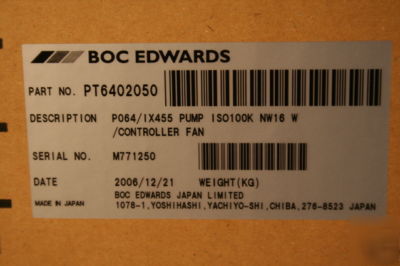 BOC EDWARDS
PART NO. PT6402050
DESCRIPTION P064/IX455 PUMP ISO100K NW16 W
/CONTROLLER FAN
SERIAL NO. M771250
DATE 2006/12/21 WEIGHT(KG)
BOC EDWARDS JAPAN LIMITED
MADE IN JAPAN 1078-1,YOSHIHASHI,YACHIYO-SHI,CHIBA,276-8523 JAPAN